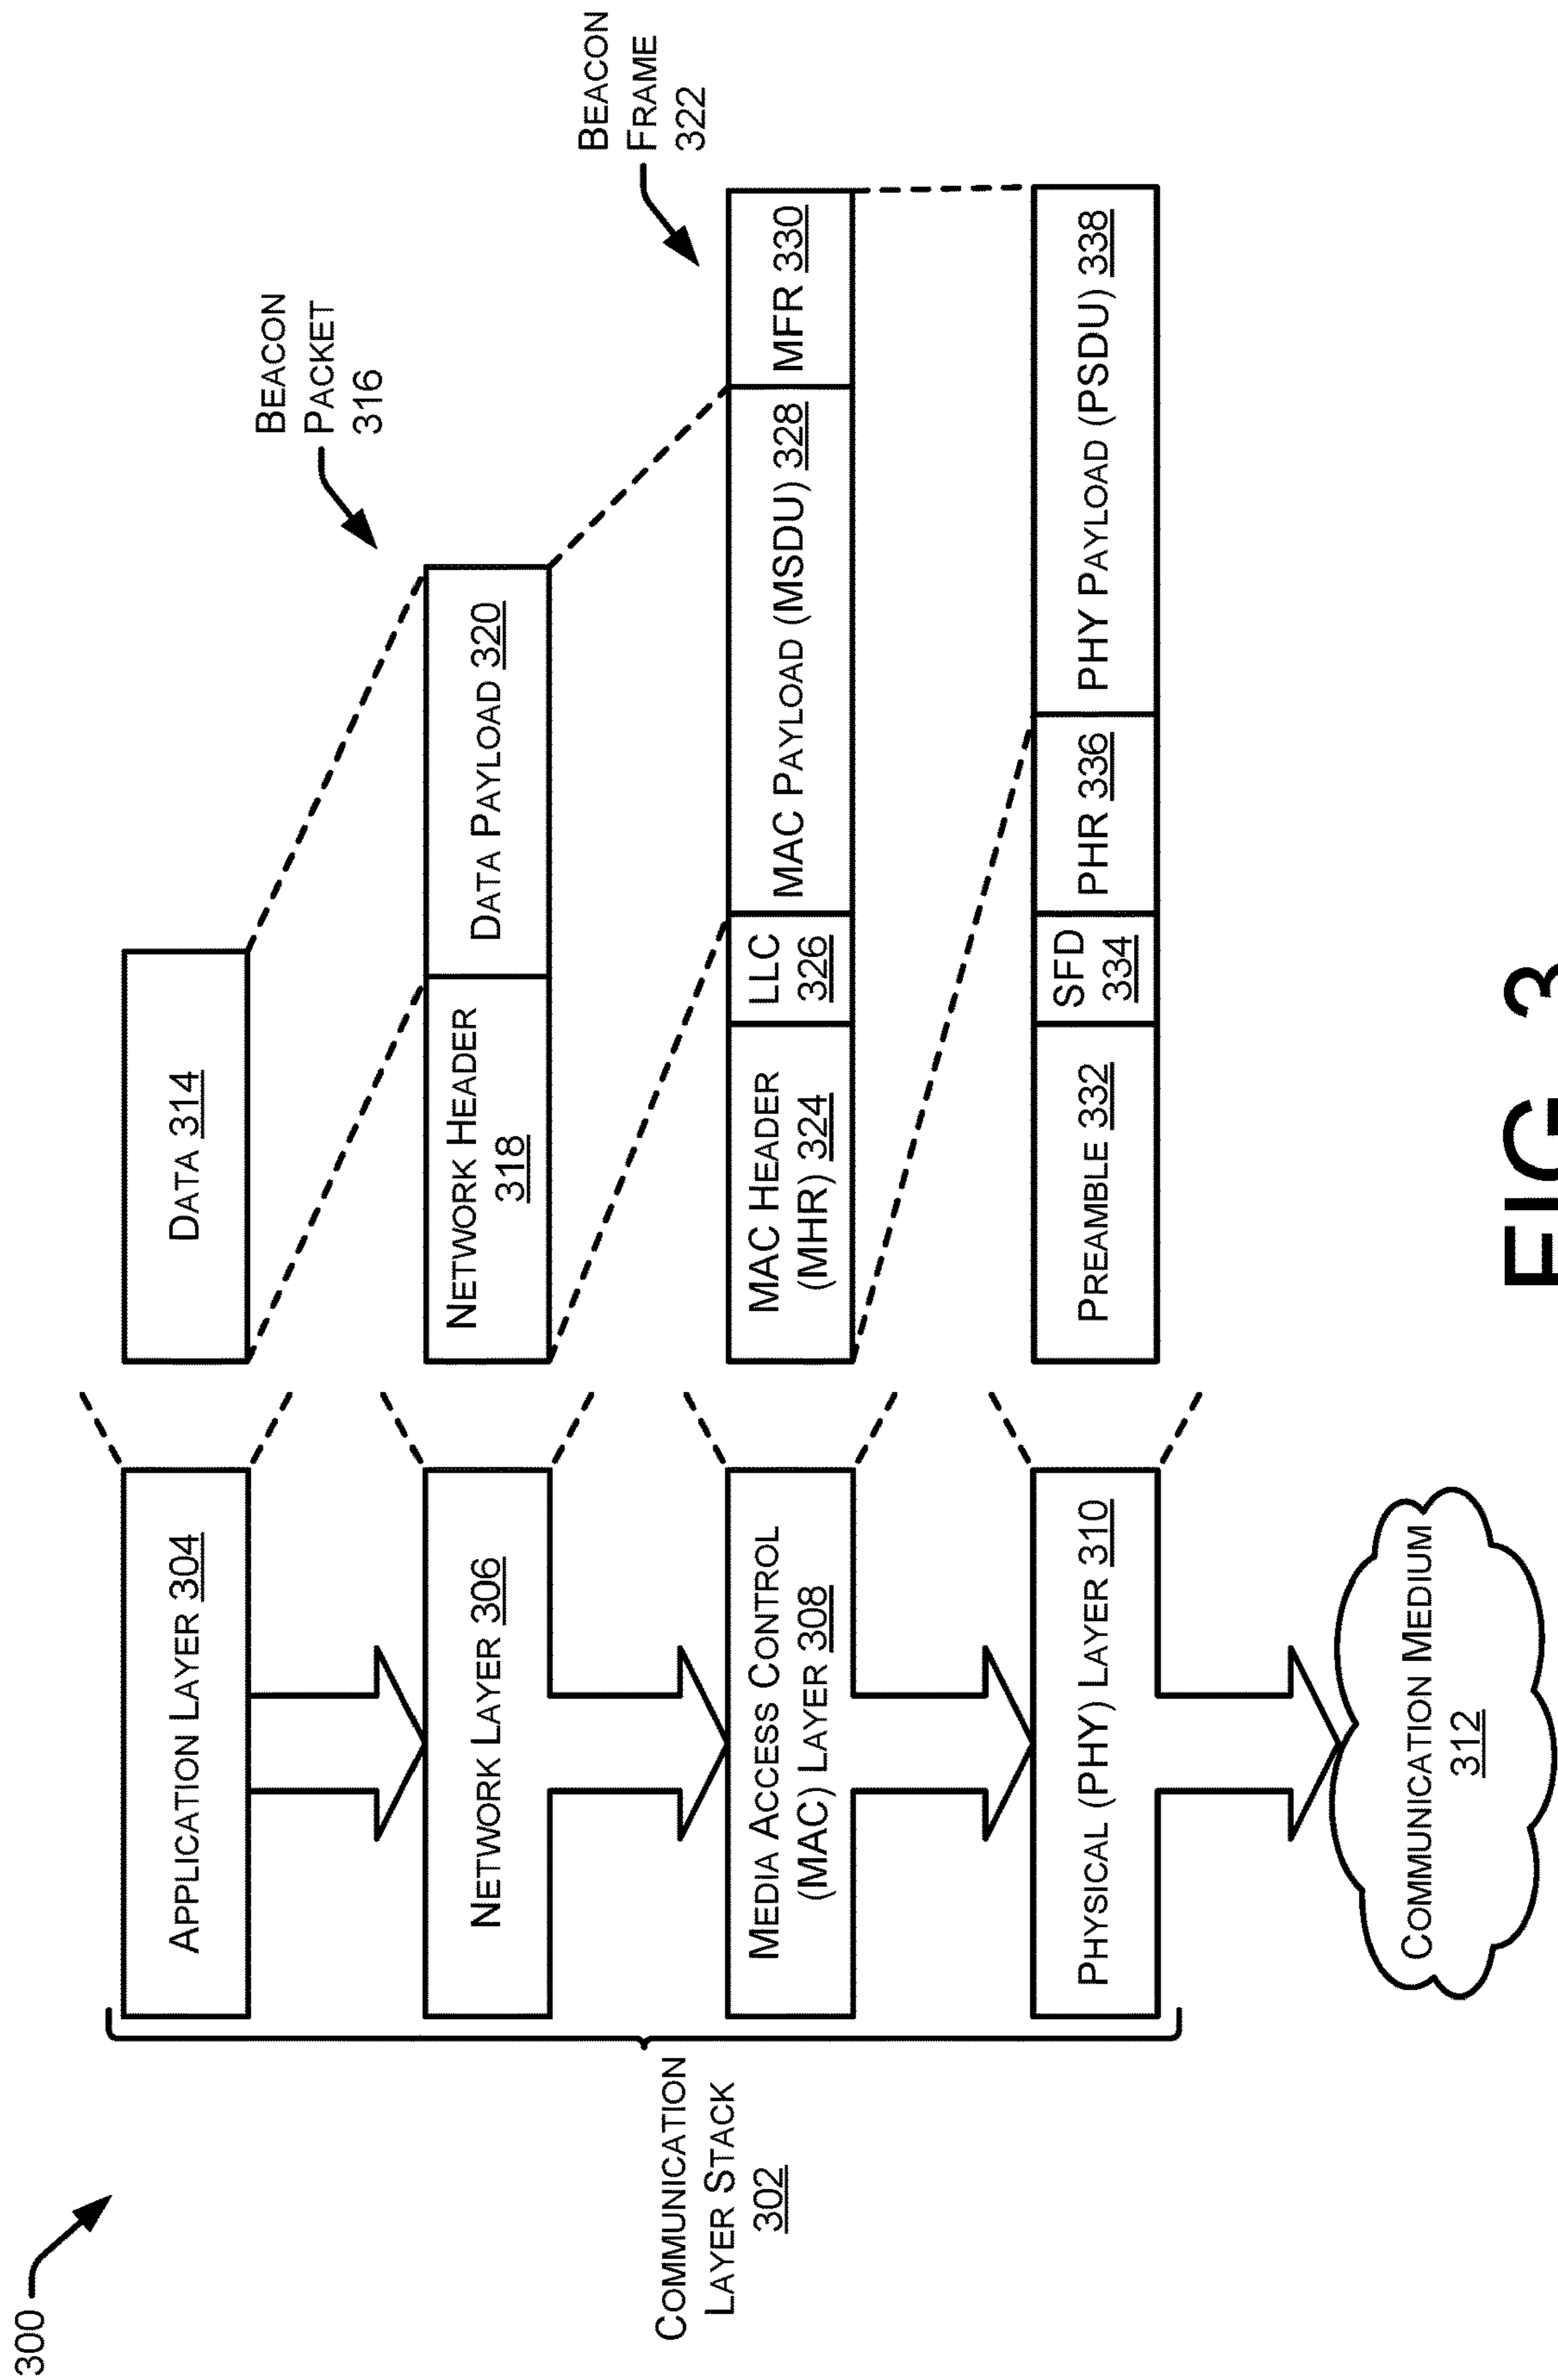 300
COMMUNICATION
LAYER STACK
302
APPLICATION LAYER 304
NETWORK LAYER 306
MEDIA ACCESS CONTROL
(MAC) LAYER 308
PHYSICAL (PHY) LAYER 310
COMMUNICATION MEDIUM
312
DATA 314
BEACON
PACKET
316
NETWORK HEADER
318
DATA PAYLOAD 320
BEACON
FRAME
322
MAC HEADER
(MHR) 324
LLC
326
MAC PAYLOAD (MSDU) 328
MFR 330
PREAMBLE 332
SFD
334
PHR 336
PHY PAYLOAD (PSDU) 338
FIG. 3